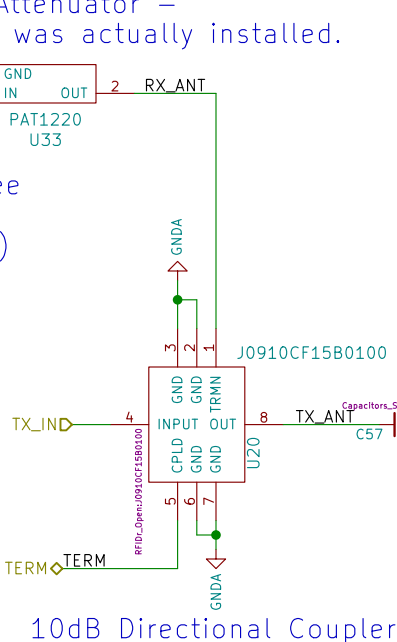 Attenuator –
was actually installed.
GND
IN OUT
2
RX_ANT
PAT1220
U33
ee
)
GNDA
3
2
1
J0910CF15B0100
GND
GND
TRMN
TX_IN
4
INPUT OUT
8
TX_ANT
Capacitors_S
C57
CPLD
GND
GND
U20
RFIDr_Open:J0910CF15B0100
5
6
7
TERM
TERM
GNDA
10dB Directional Coupler